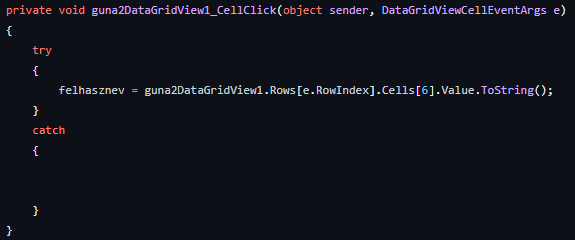 private void guna2DataGridView1_CellClick(object sender, DataGridViewCellEventArgs e)
{
try
{
felhasznev = guna2DataGridView1.Rows[e.RowIndex].Cells[6].Value.ToString();
}
catch
{
}
}